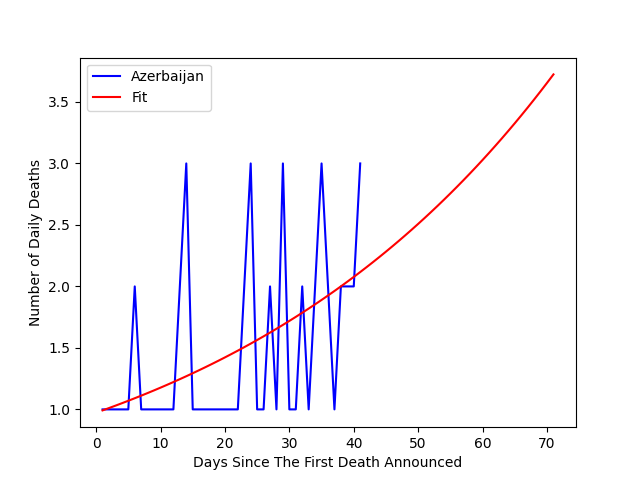 Azerbaijan
Fit
3.5
3.0
2.5
2.0
1.5
1.0
Number of Daily Deaths
0 10 20 30 40 50 60 70
Days Since The First Death Announced